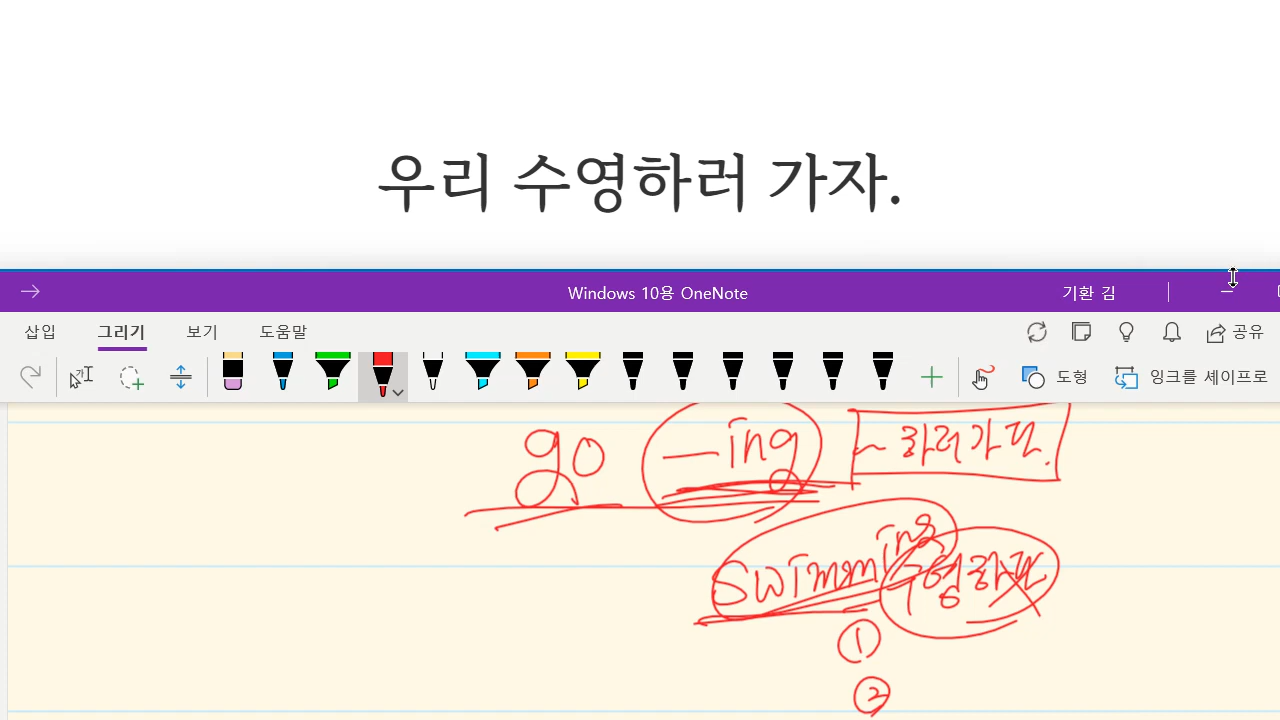 우리 수영하러 가자.
Windows 10용 OneNote 기환 김
삽입 그리기 보기 도움말 공유
가 도형 잉크를 셰이프로
go —ing ~ 하러가다.
swimming 수영하다
①
②